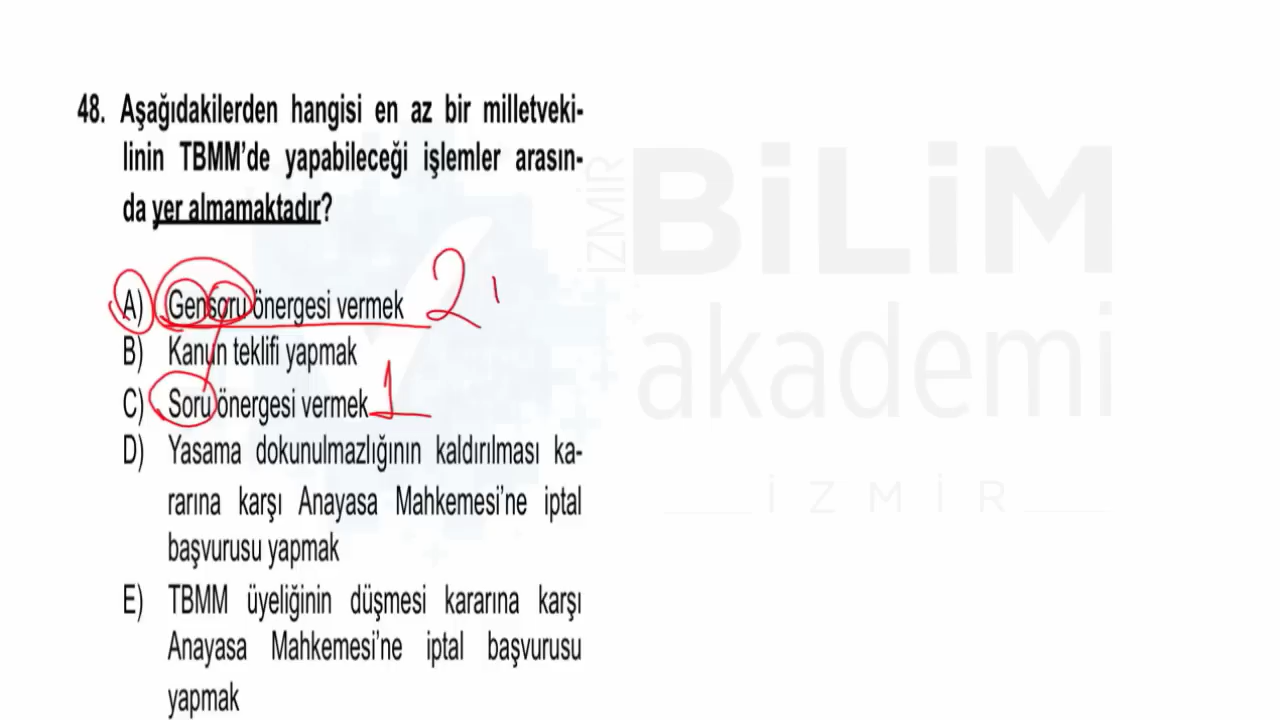 48. Aşağıdakilerden hangisi en az bir milletveki-
linin TBMM'de yapabileceği işlemler arasın-
da yer almamaktadır?
A) Gensoru önergesi vermek 2 1
B) Kanun teklifi yapmak
C) Soru önergesi vermek 1
D) Yasama dokunulmazlığının kaldırılması ka-
rarına karşı Anayasa Mahkemesi'ne iptal
başvurusu yapmak
E) TBMM üyeliğinin düşmesi kararına karşı
Anayasa Mahkemesi'ne iptal başvurusu
yapmak
İZMİR
BiLiM
akademi
İZMİR